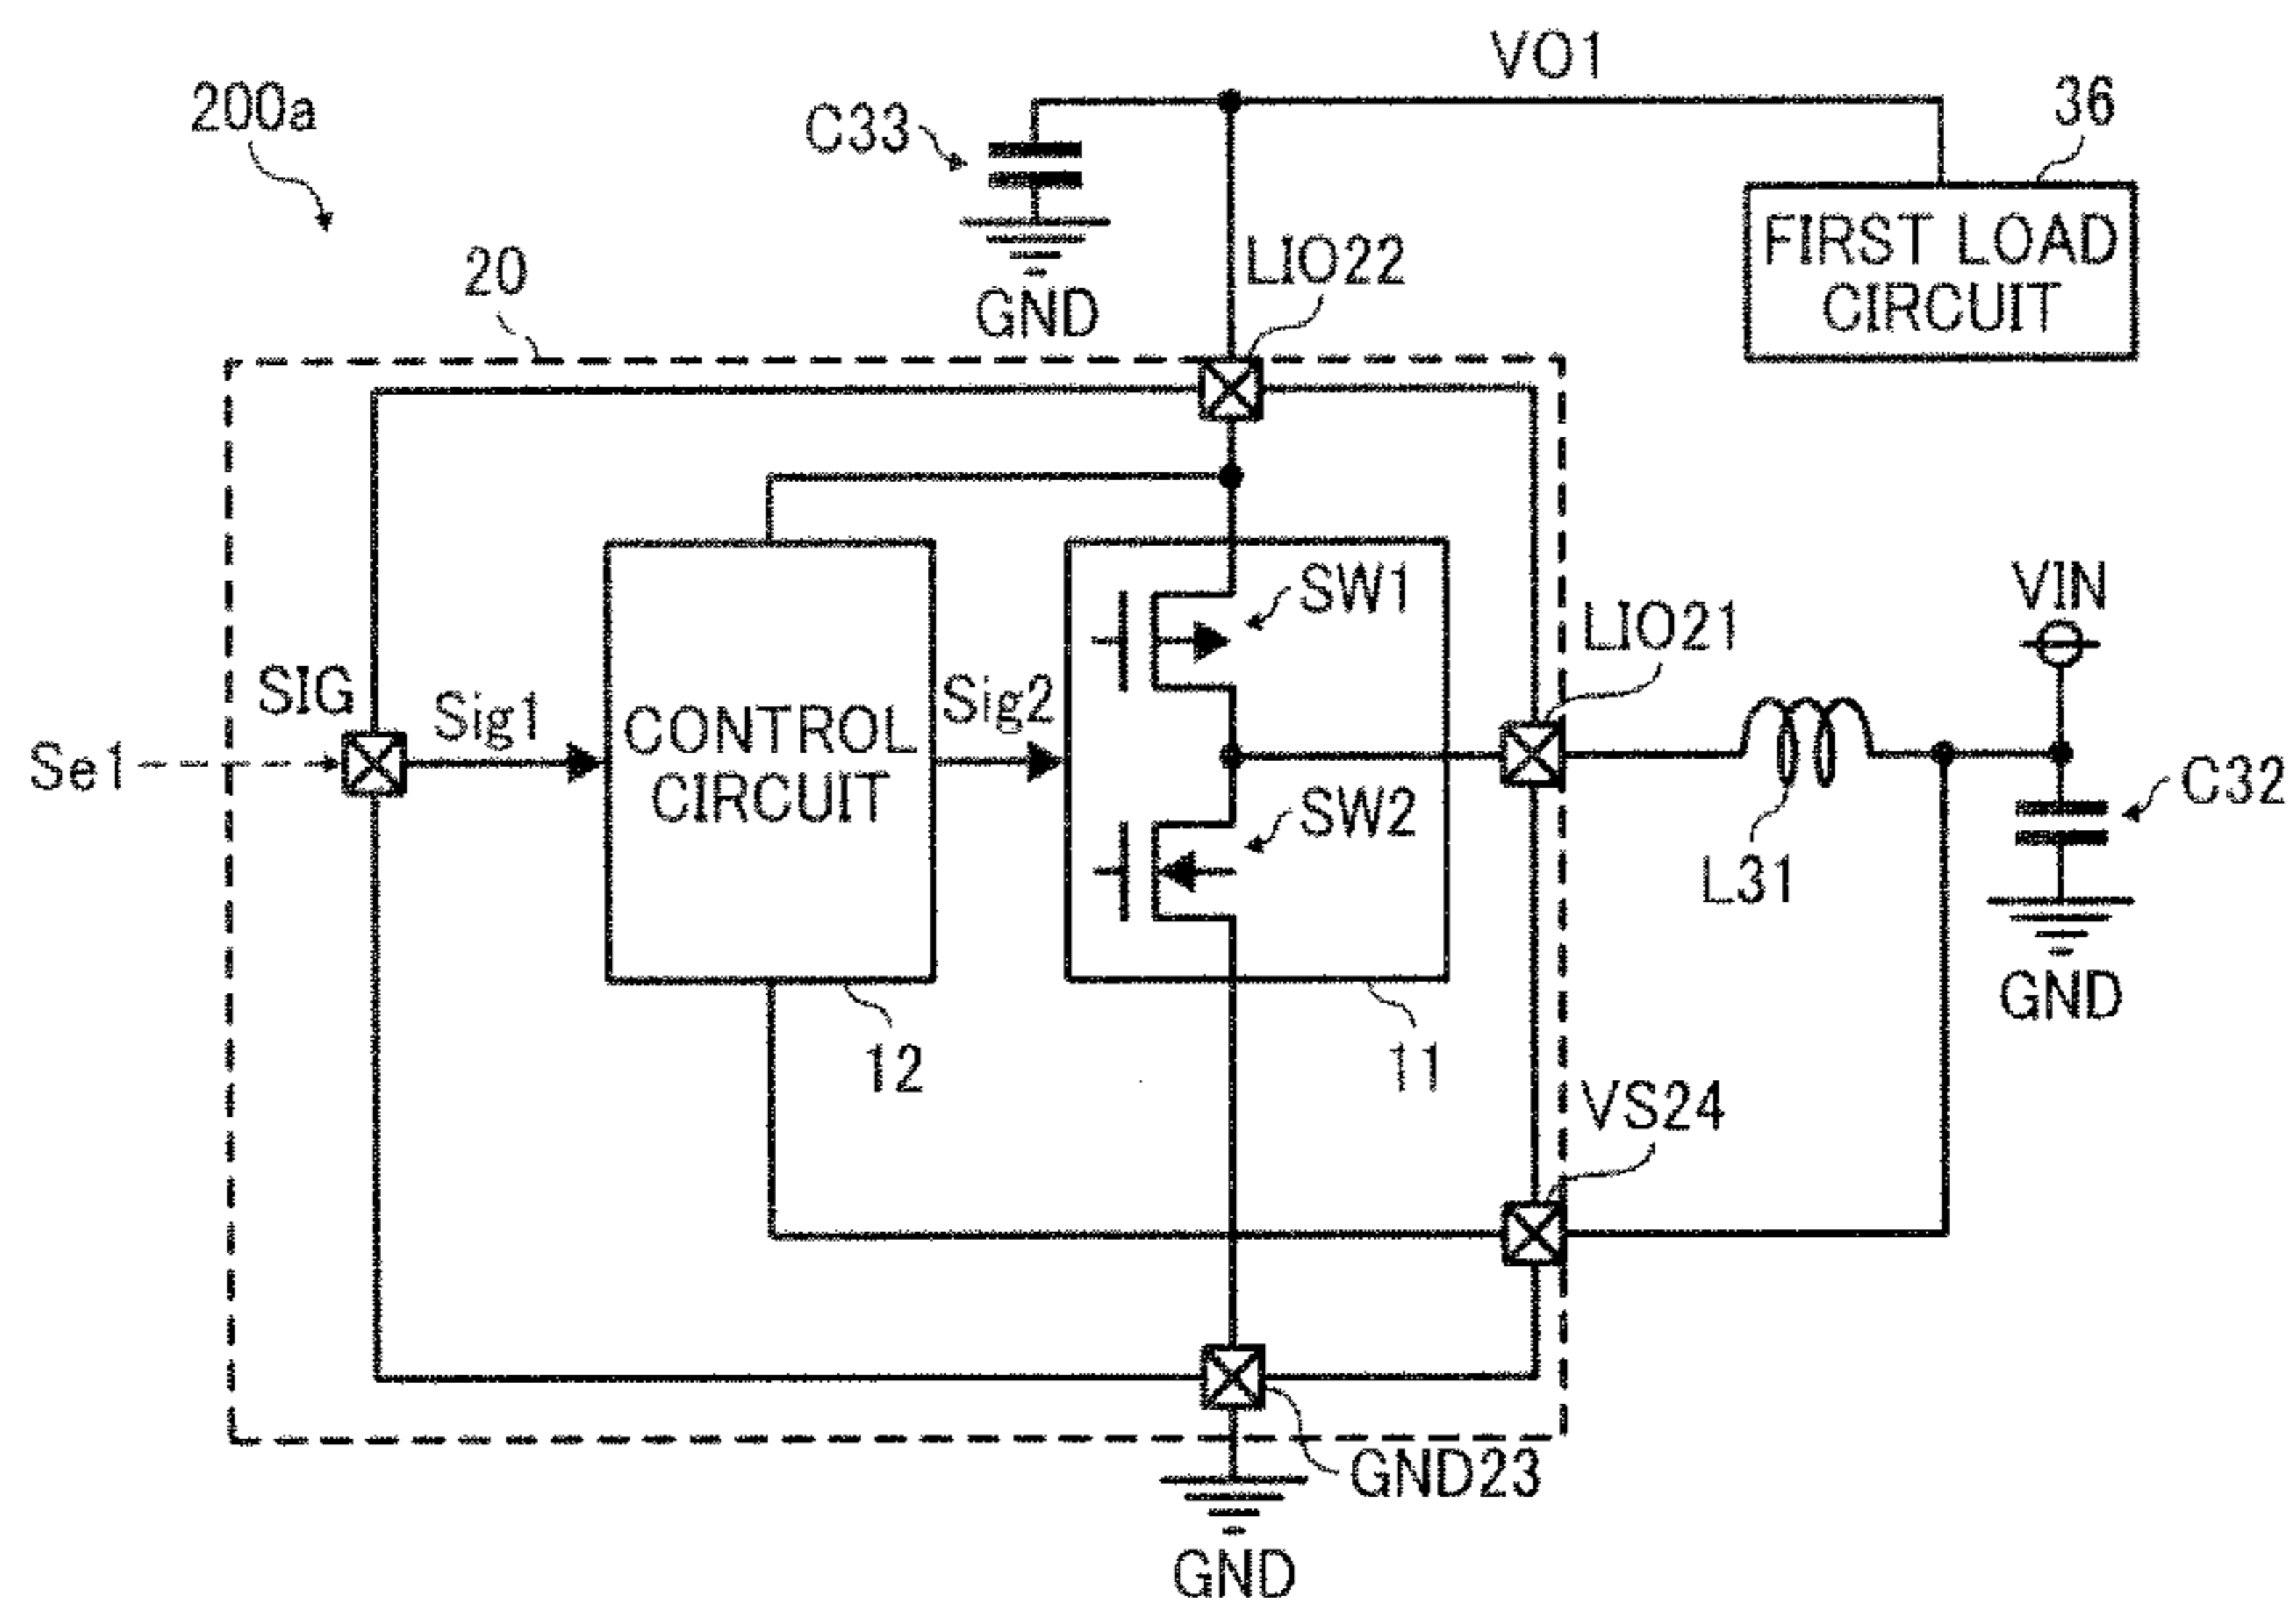 VO1
200a
C33
36
FIRST LOAD
CIRCUIT
20
LIO22
GND
SW1
VIN
LIO21
SIG
Sig1
Sig2
CONTROL
CIRCUIT
Se1
SW2
C32
L31
GND
12
11
VS24
GND23
GND